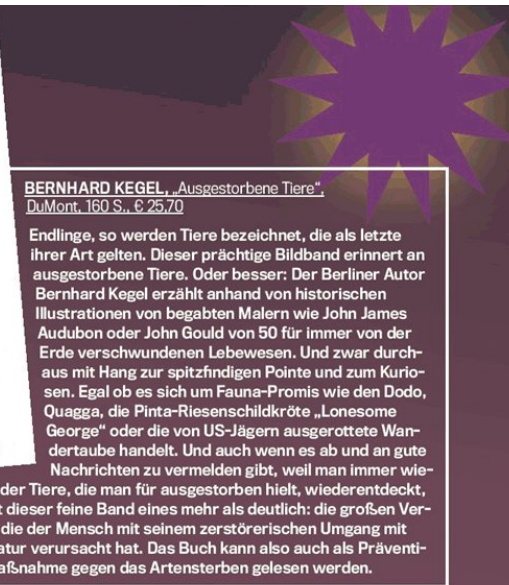 BERNHARD KEGEL, „Ausgestorbene Tiere“,
DuMont, 160 S., € 25,70
Endlinge, so werden Tiere bezeichnet, die als letzte
ihrer Art gelten. Dieser prächtige Bildband erinnert an
ausgestorbene Tiere. Oder besser: Der Berliner Autor
Bernhard Kegel erzählt anhand von historischen
Illustrationen von begabten Malern wie John James
Audubon oder John Gould von 50 für immer von der
Erde verschwundenen Lebewesen. Und zwar durch-
aus mit Hang zur spitzfindigen Pointe und zum Kurio-
sen. Egal ob es sich um Fauna-Promis wie den Dodo,
Quagga, die Pinta-Riesenschildkröte „Lonesome
George“ oder die von US-Jägern ausgerottete Wan-
dertaube handelt. Und auch wenn es ab und an gute
Nachrichten zu vermelden gibt, weil man immer wie-
der Tiere, die man für ausgestorben hielt, wiederentdeckt,
t dieser feine Band eines mehr als deutlich: die großen Ver-
die der Mensch mit seinem zerstörerischen Umgang mit
atur verursacht hat. Das Buch kann also auch als Präventi-
aßnahme gegen das Artensterben gelesen werden.